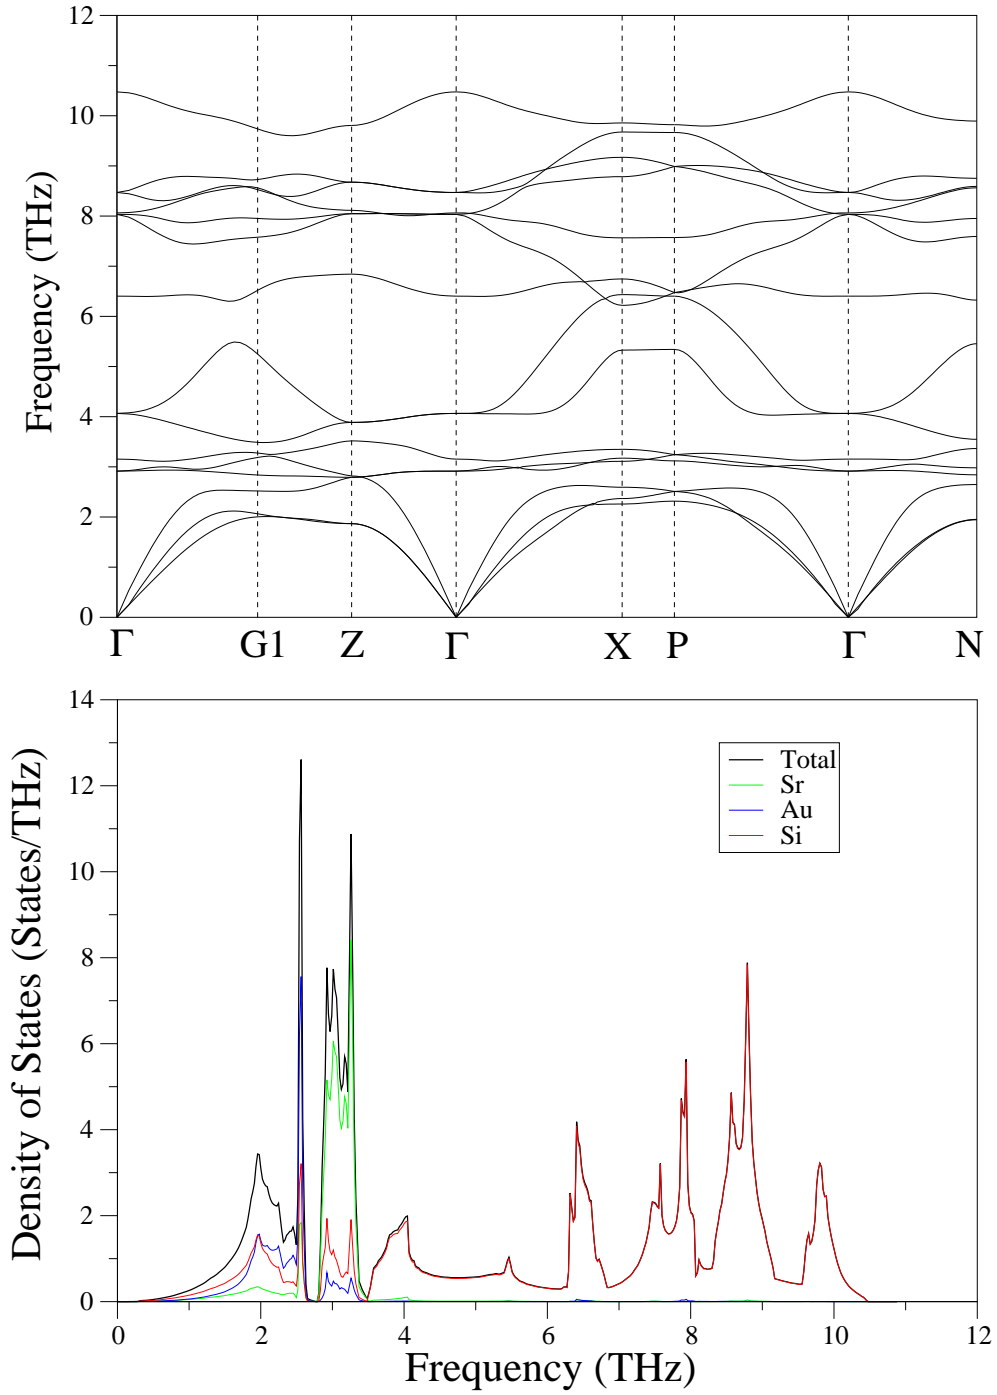 12
10
8
6
4
2
0
Frequency (THz)
Γ G1 Z Γ X P Γ N
14
12
10
8
6
4
2
0
Density of States (States/THz)
Total
Sr
Au
Si
0 2 4 6 8 10 12
Frequency (THz)